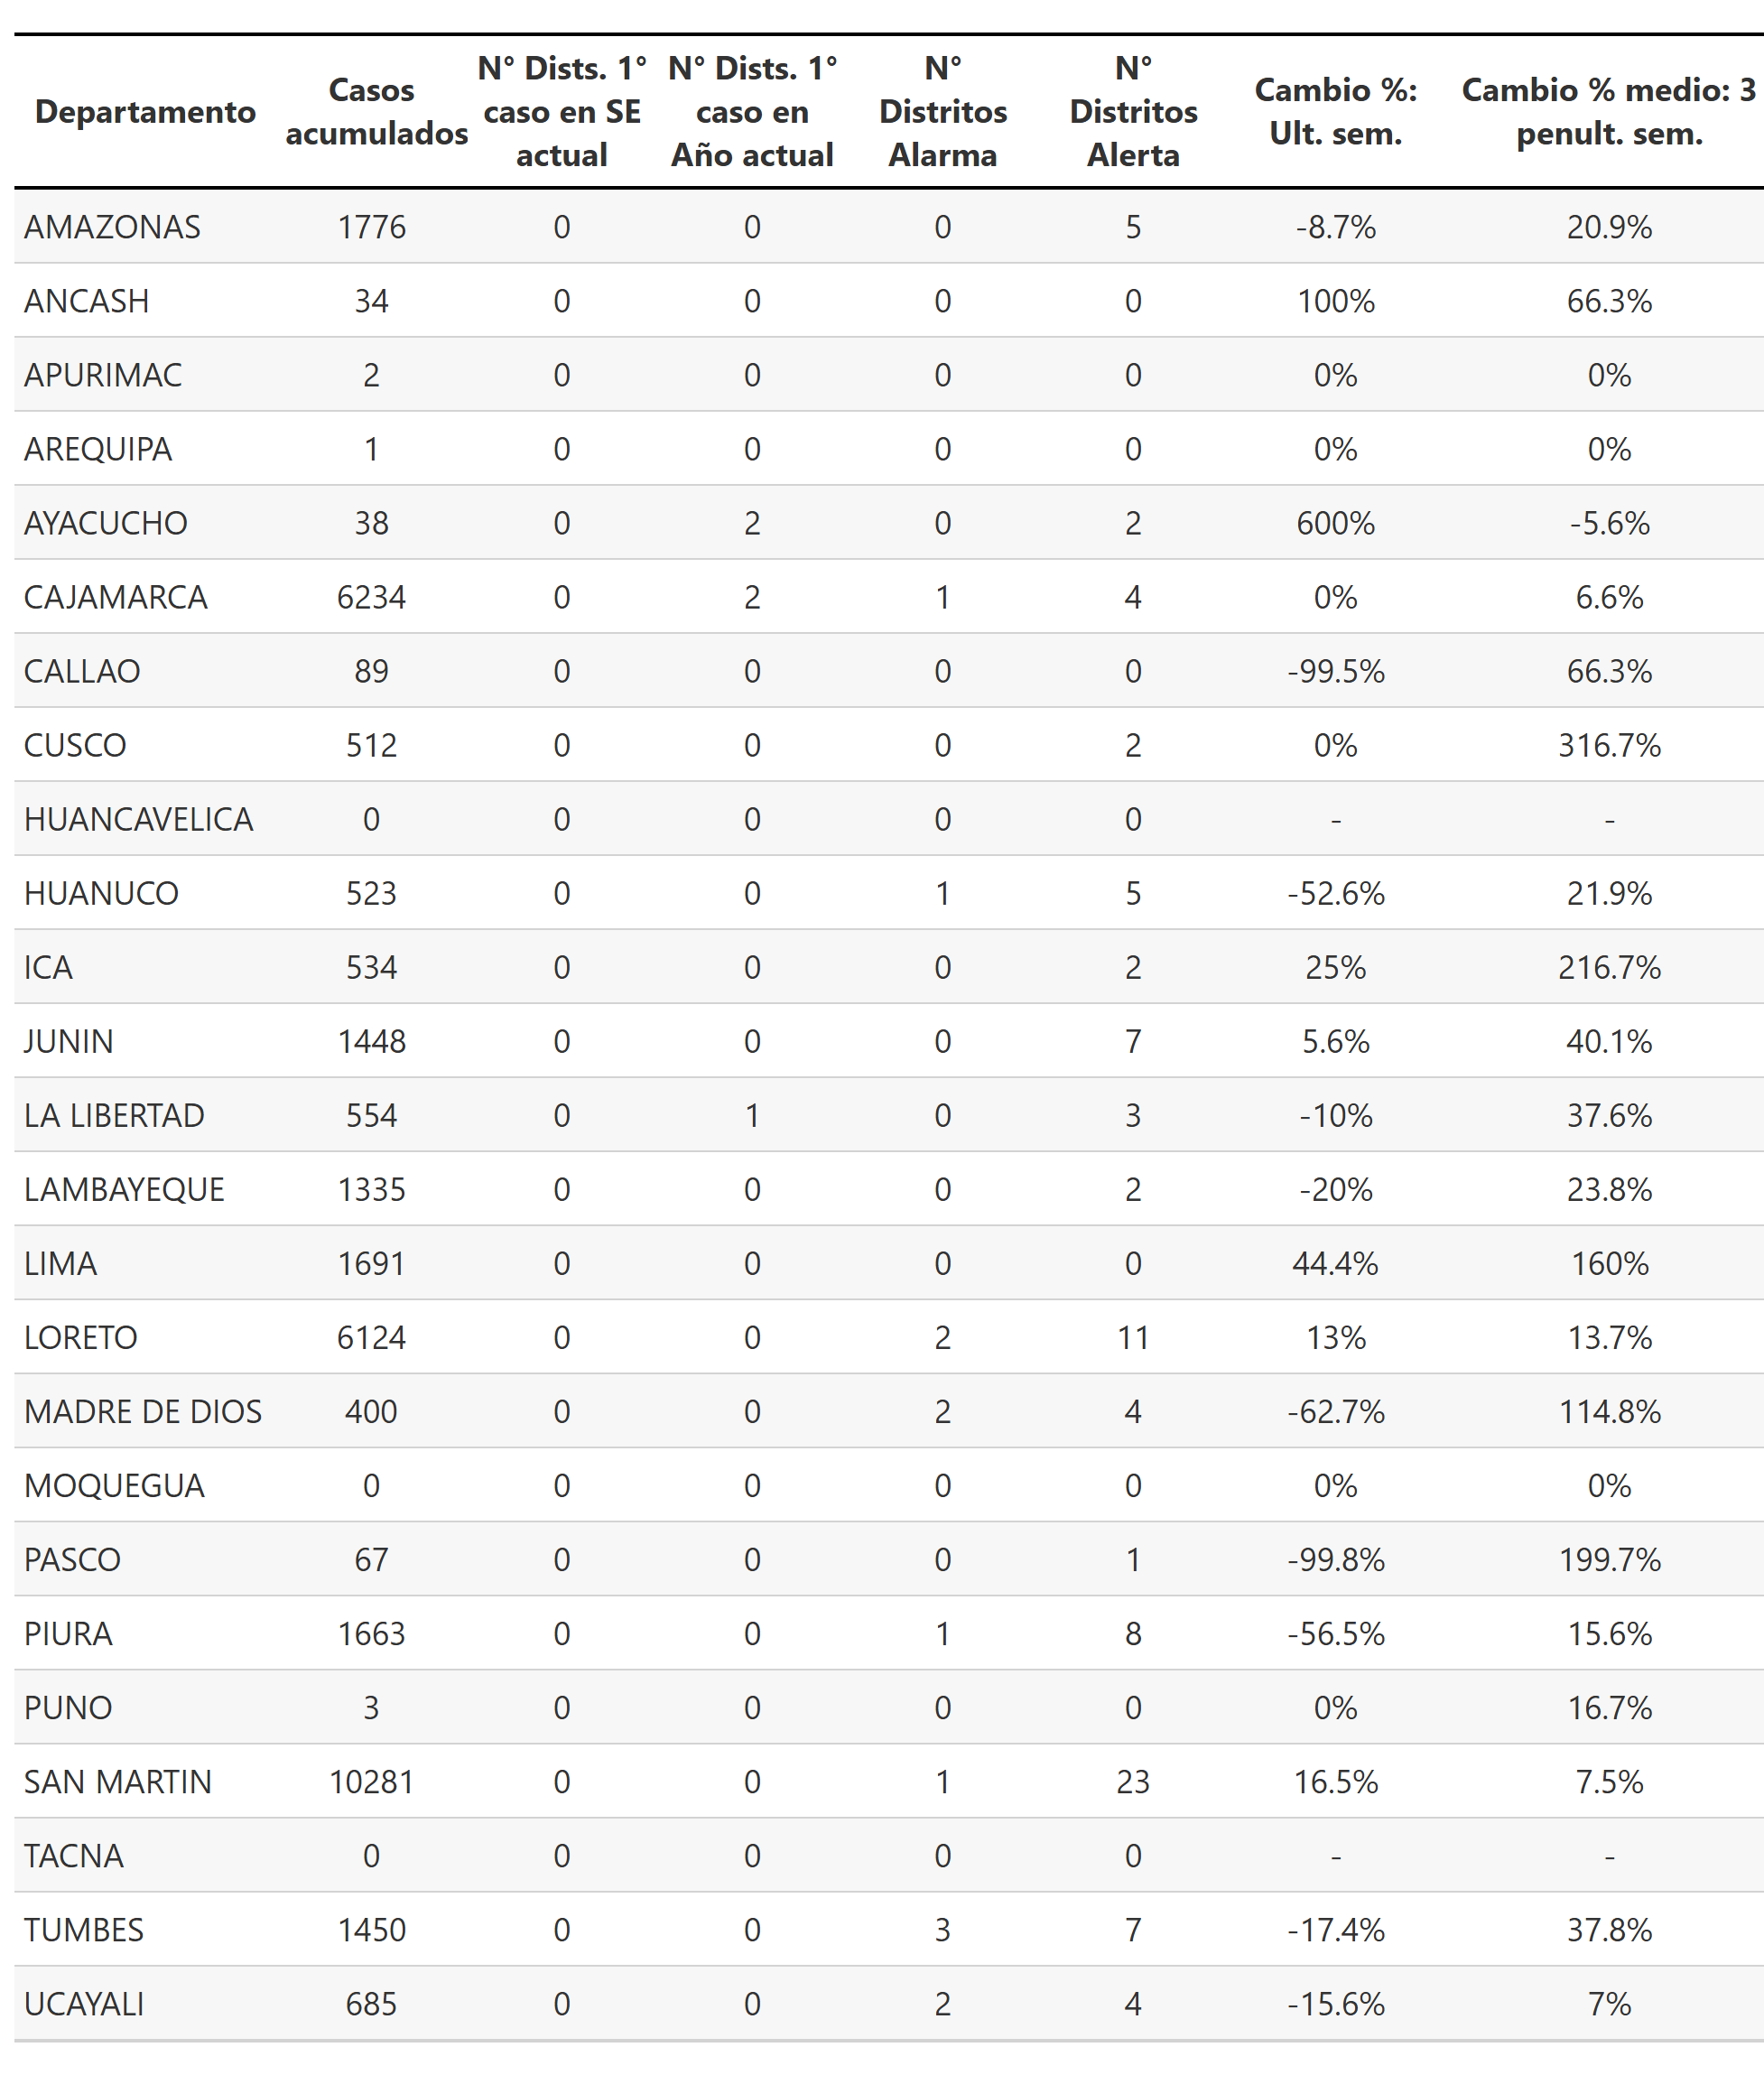 Departamento Casos acumulados N° Dists. 1° caso en SE actual N° Dists. 1° caso en Año actual N° Distritos Alarma N° Distritos Alerta Cambio %: Ult. sem. Cambio % medio: 3 penult. sem.
AMAZONAS 1776 0 0 0 5 -8.7% 20.9%
ANCASH 34 0 0 0 0 100% 66.3%
APURIMAC 2 0 0 0 0 0% 0%
AREQUIPA 1 0 0 0 0 0% 0%
AYACUCHO 38 0 2 0 2 600% -5.6%
CAJAMARCA 6234 0 2 1 4 0% 6.6%
CALLAO 89 0 0 0 0 -99.5% 66.3%
CUSCO 512 0 0 0 2 0% 316.7%
HUANCAVELICA 0 0 0 0 0 - -
HUANUCO 523 0 0 1 5 -52.6% 21.9%
ICA 534 0 0 0 2 25% 216.7%
JUNIN 1448 0 0 0 7 5.6% 40.1%
LA LIBERTAD 554 0 1 0 3 -10% 37.6%
LAMBAYEQUE 1335 0 0 0 2 -20% 23.8%
LIMA 1691 0 0 0 0 44.4% 160%
LORETO 6124 0 0 2 11 13% 13.7%
MADRE DE DIOS 400 0 0 2 4 -62.7% 114.8%
MOQUEGUA 0 0 0 0 0 0% 0%
PASCO 67 0 0 0 1 -99.8% 199.7%
PIURA 1663 0 0 1 8 -56.5% 15.6%
PUNO 3 0 0 0 0 0% 16.7%
SAN MARTIN 10281 0 0 1 23 16.5% 7.5%
TACNA 0 0 0 0 0 - -
TUMBES 1450 0 0 3 7 -17.4% 37.8%
UCAYALI 685 0 0 2 4 -15.6% 7%